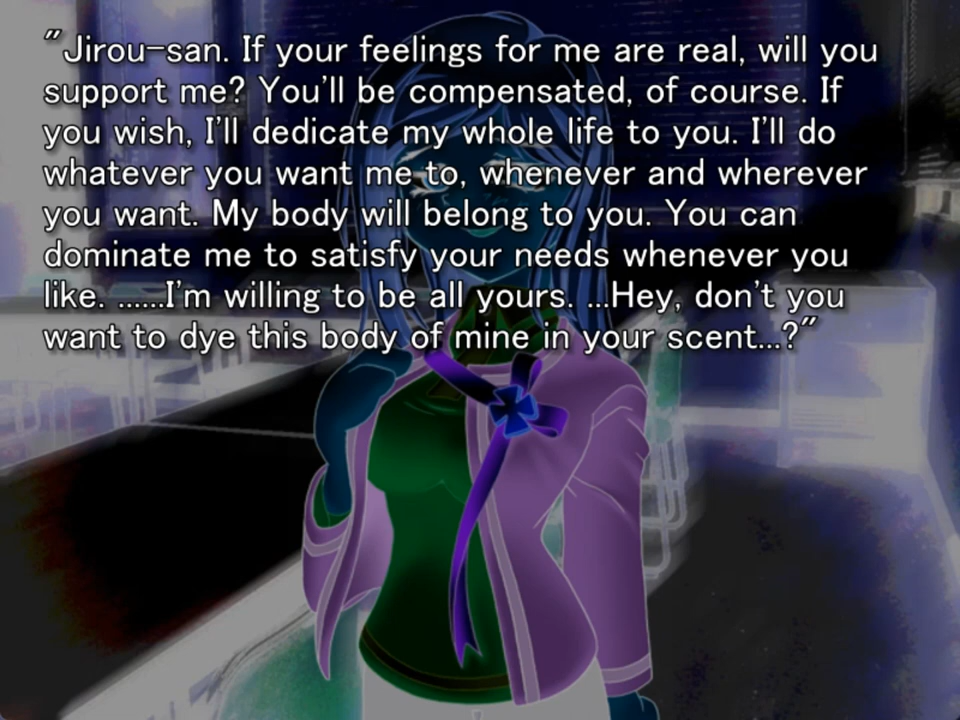 "Jirou-san. If your feelings for me are real, will you
support me? You'll be compensated, of course. If
you wish, I'll dedicate my whole life to you. I'll do
whatever you want me to, whenever and wherever
you want. My body will belong to you. You can
dominate me to satisfy your needs whenever you
like. ......I'm willing to be all yours. ...Hey, don't you
want to dye this body of mine in your scent...?"